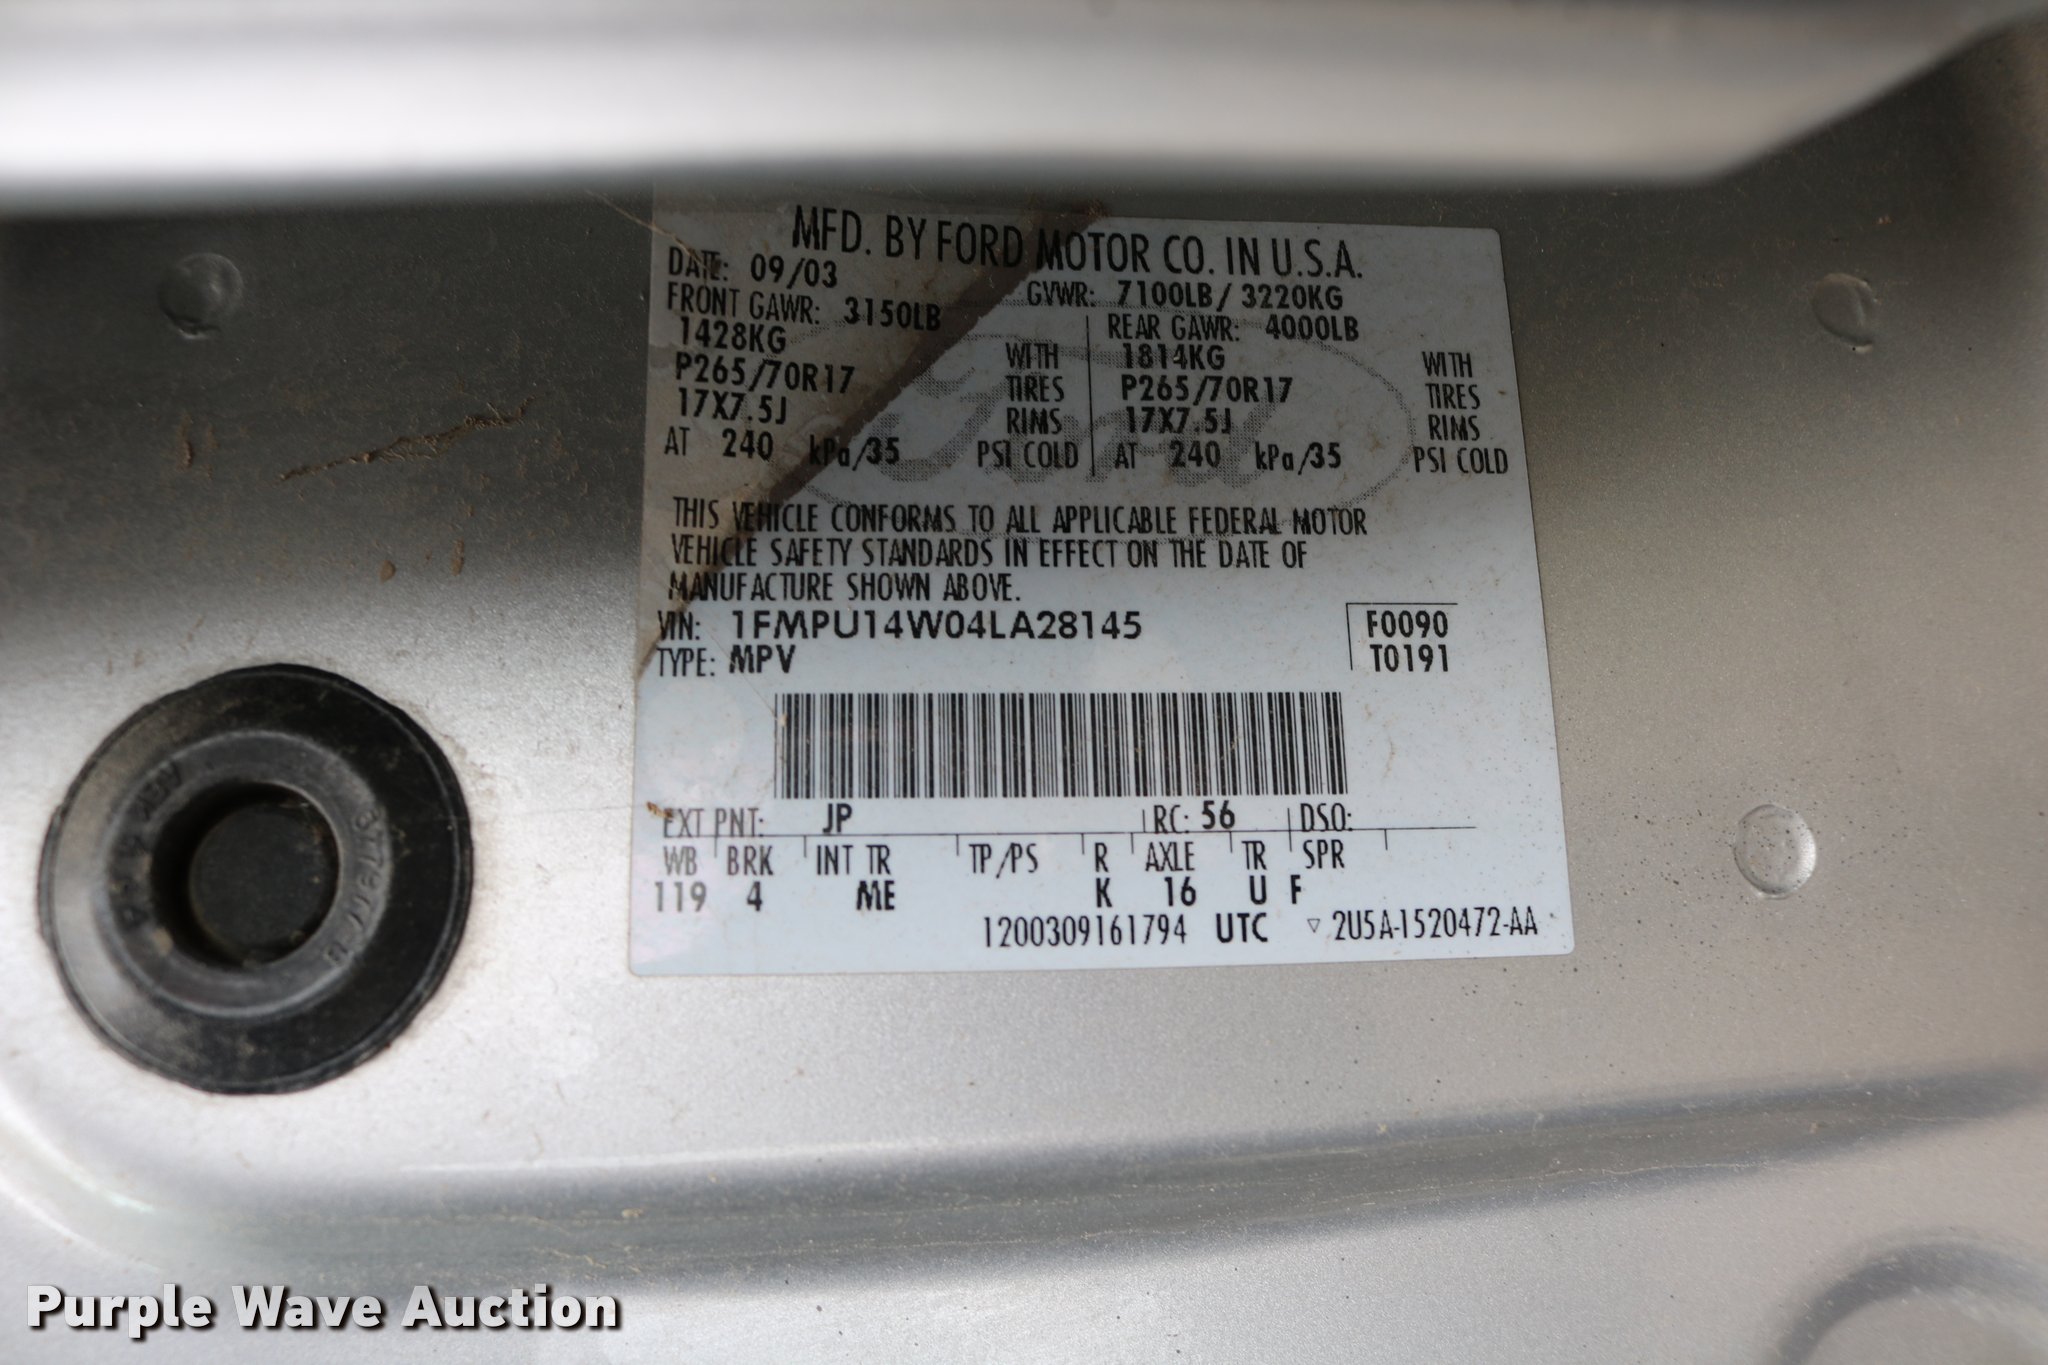 MFD. BY FORD MOTOR CO. IN U.S.A.
DATE: 09/03 GVWR: 7100LB / 3220KG
FRONT GAWR: 3150LB REAR GAWR: 4000LB
1428KG WITH 1814KG WITH
P265/70R17 TIRES P265/70R17 TIRES
17X7.5J RIMS 17X7.5J RIMS
AT 240 kPa/35 PSI COLD AT 240 kPa/35 PSI COLD
Ford
THIS VEHICLE CONFORMS TO ALL APPLICABLE FEDERAL MOTOR
VEHICLE SAFETY STANDARDS IN EFFECT ON THE DATE OF
MANUFACTURE SHOWN ABOVE.
VIN: 1FMPU14W04LA28145 F0090
TYPE: MPV T0191
EXT PNT: JP RC: 56 DSO:
WB BRK INT TR TP/PS R AXLE TR SPR
119 4 ME K 16 U F
1200309161794 UTC ▽ 2U5A-1520472-AA
Purple Wave Auction